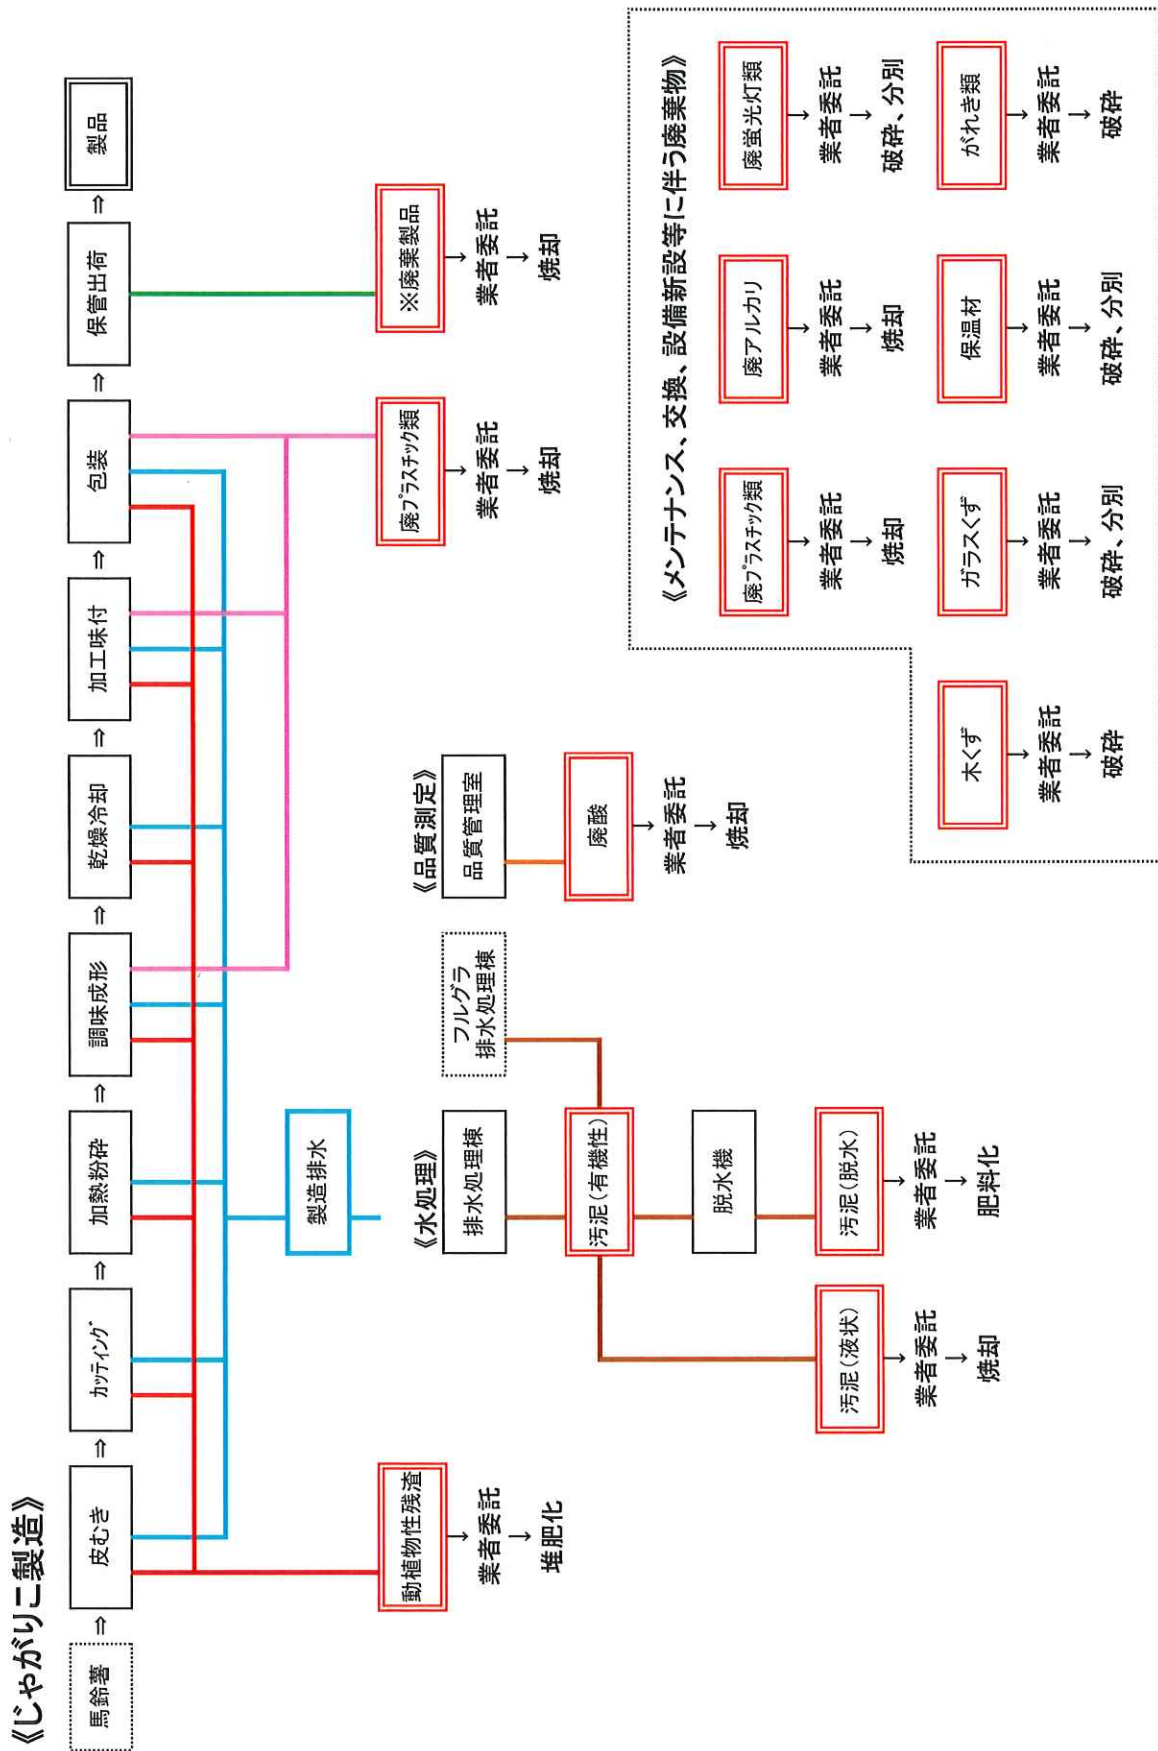 《じゃがりこ製造》
馬鈴薯 ⇒ 皮むき ⇒ カッティング ⇒ 加熱粉砕 ⇒ 調味成形 ⇒ 乾燥冷却 ⇒ 加工味付 ⇒ 包装 ⇒ 保管出荷 ⇒ 製品
製造排水
動植物性残渣
↓
業者委託
↓
堆肥化
廃プラスチック類
↓
業者委託
↓
焼却
※廃棄製品
↓
業者委託
↓
焼却
《水処理》
排水処理棟
フルグラ
排水処理棟
汚泥(有機性)
脱水機
汚泥(液状)
↓
業者委託
↓
焼却
汚泥(脱水)
↓
業者委託
↓
肥料化
《品質測定》
品質管理室
廃酸
↓
業者委託
↓
焼却
《メンテナンス、交換、設備新設等に伴う廃棄物》
廃プラスチック類
↓
業者委託
↓
焼却
廃アルカリ
↓
業者委託
↓
焼却
廃蛍光灯類
↓
業者委託
↓
破砕、分別
木くず
↓
業者委託
↓
破砕
ガラスくず
↓
業者委託
↓
破砕、分別
保温材
↓
業者委託
↓
破砕、分別
がれき類
↓
業者委託
↓
破砕